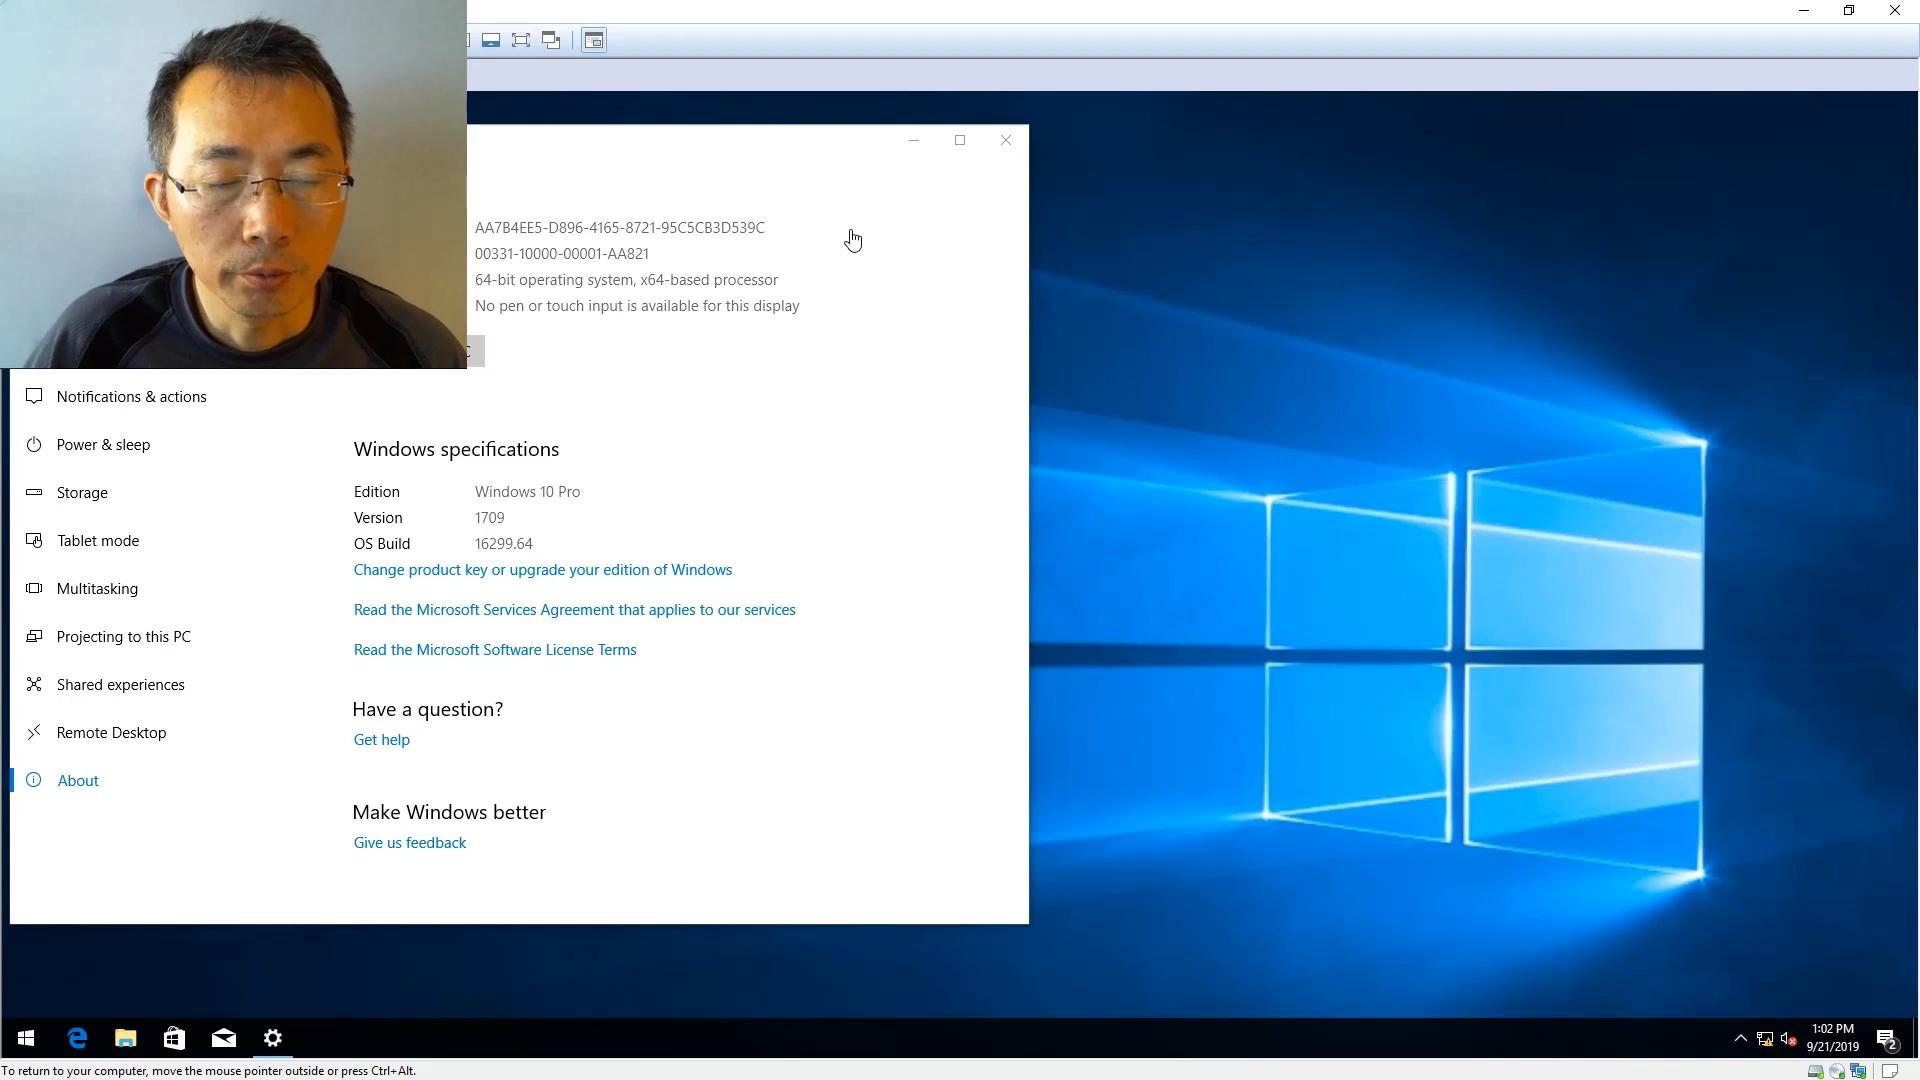 AA7B4EE5-D896-4165-8721-95C5CB3D539C
00331-10000-00001-AA821
64-bit operating system, x64-based processor
No pen or touch input is available for this display
Notifications & actions
Power & sleep
Storage
Tablet mode
Multitasking
Projecting to this PC
Shared experiences
Remote Desktop
About
Windows specifications
Edition Windows 10 Pro
Version 1709
OS Build 16299.64
Change product key or upgrade your edition of Windows
Read the Microsoft Services Agreement that applies to our services
Read the Microsoft Software License Terms
Have a question?
Get help
Make Windows better
Give us feedback
1:02 PM
9/21/2019
2
To return to your computer, move the mouse pointer outside or press Ctrl+Alt.